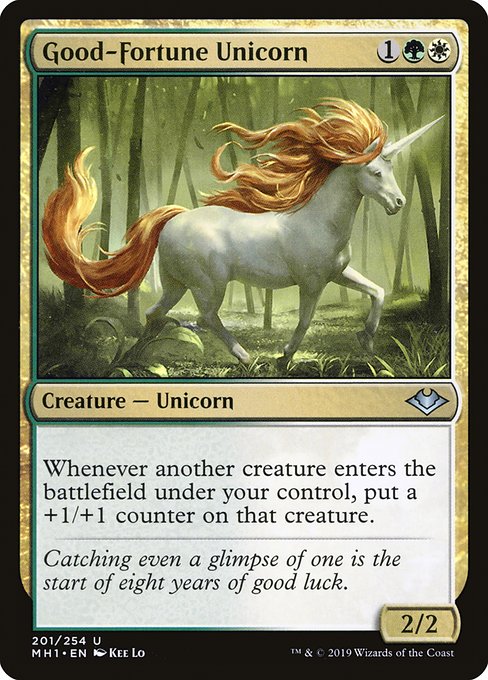 Good-Fortune Unicorn 1
Creature — Unicorn
Whenever another creature enters the
battlefield under your control, put a
+1/+1 counter on that creature.
Catching even a glimpse of one is the
start of eight years of good luck.
2/2
201/254 U
MH1 • EN Kee Lo
™ & © 2019 Wizards of the Coast